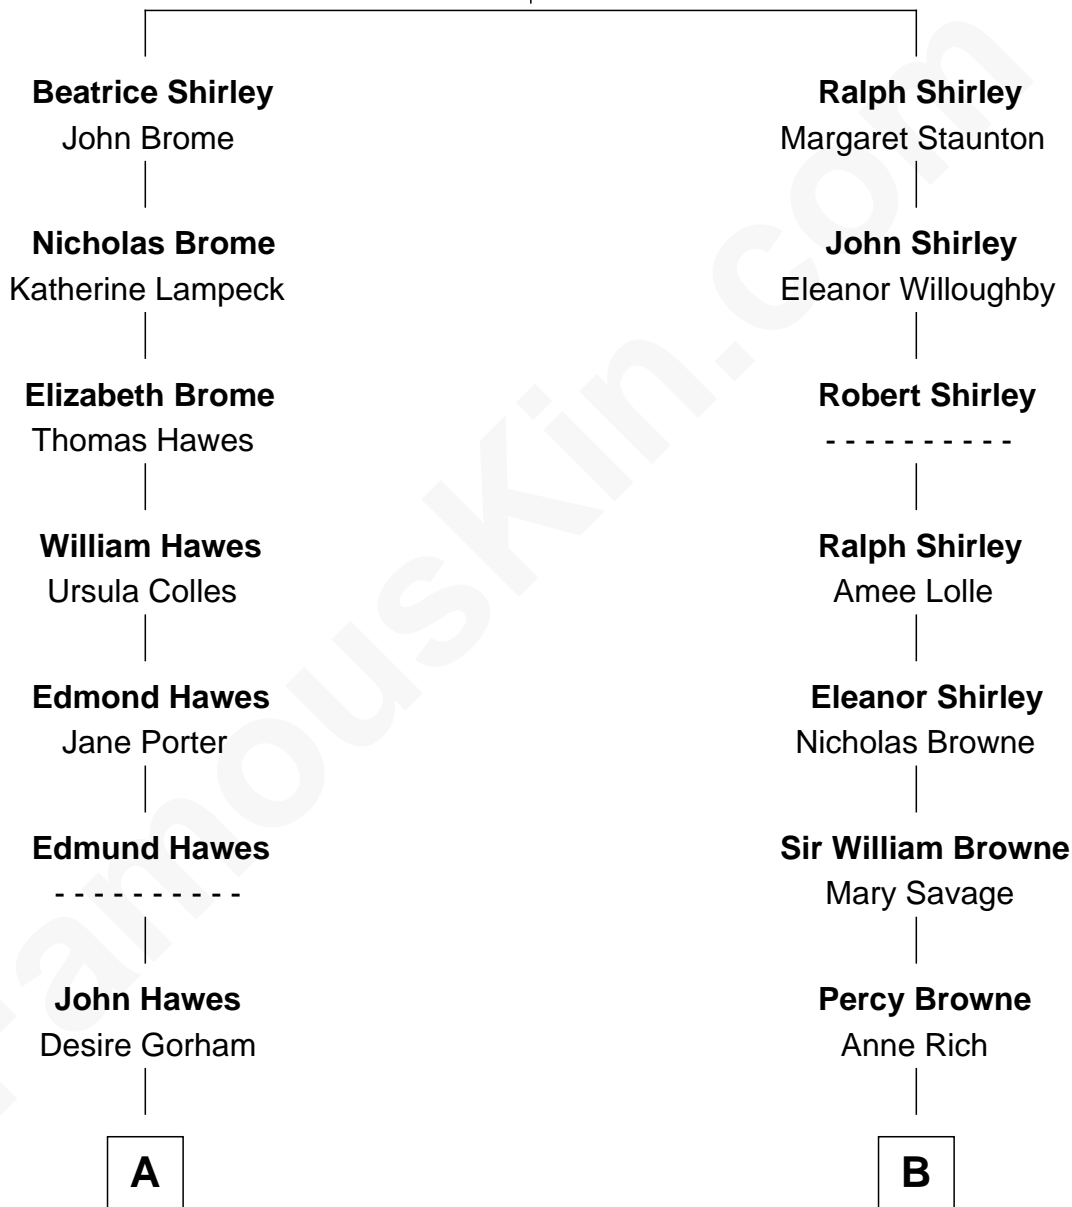 Beatrice Shirley
John Brome
Nicholas Brome
Katherine Lampeck
Elizabeth Brome
Thomas Hawes
William Hawes
Ursula Colles
Edmond Hawes
Jane Porter
Edmund Hawes
- - - - - - - - - -
John Hawes
Desire Gorham
A
Ralph Shirley
Margaret Staunton
John Shirley
Eleanor Willoughby
Robert Shirley
- - - - - - - - - -
Ralph Shirley
Amee Lolle
Eleanor Shirley
Nicholas Browne
Sir William Browne
Mary Savage
Percy Browne
Anne Rich
B
FamousKin.com